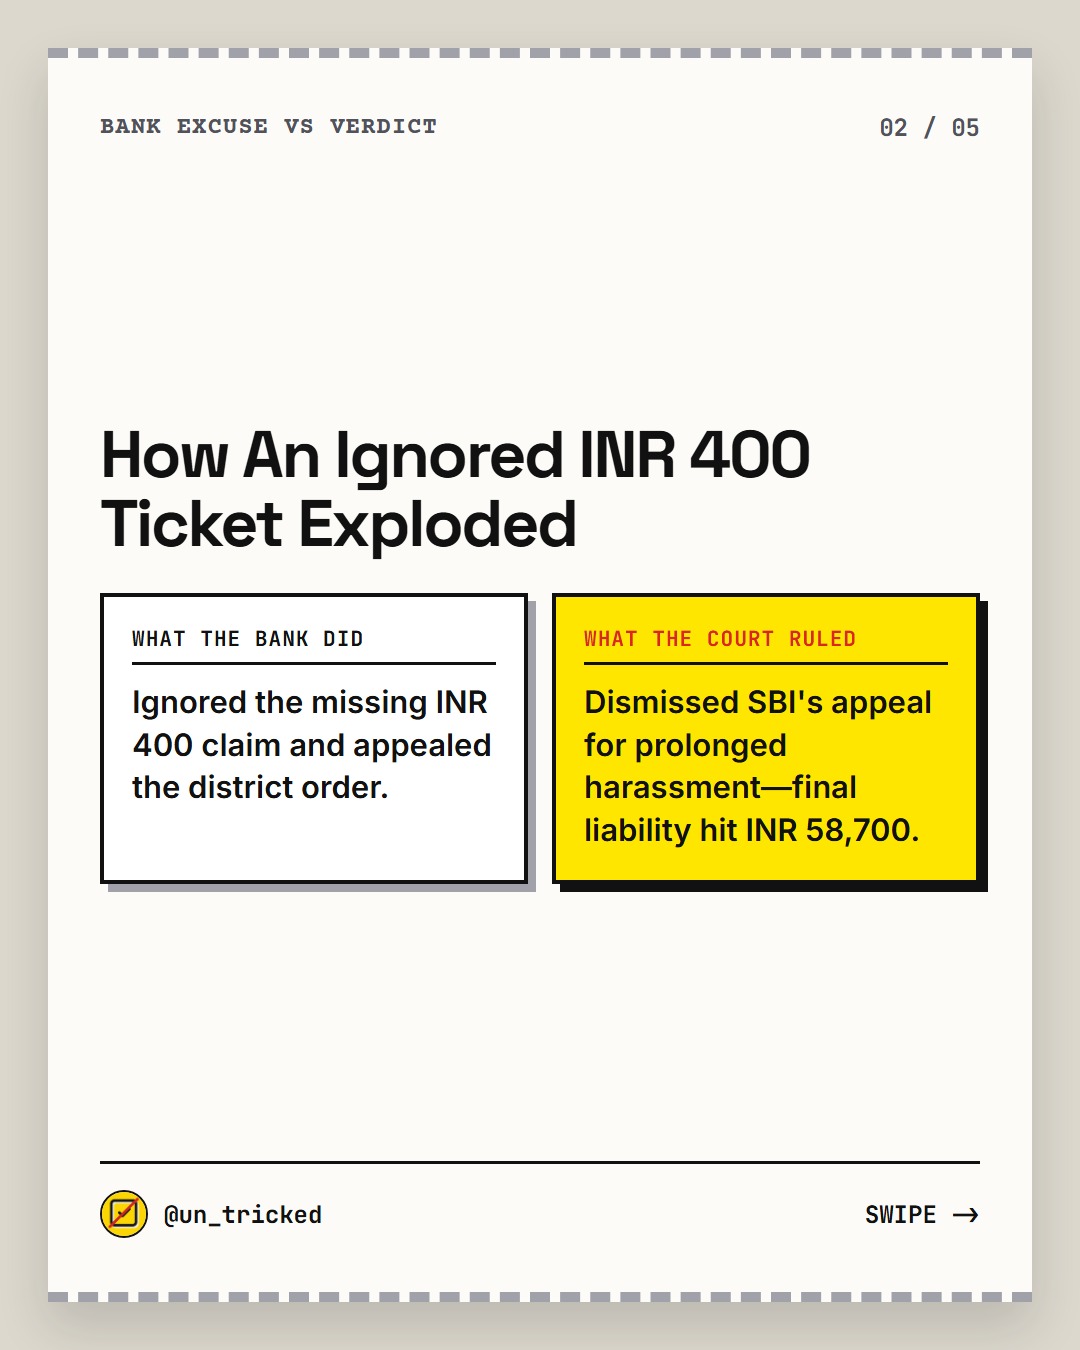 BANK EXCUSE VS VERDICT
02 / 05
How An Ignored INR 400
Ticket Exploded
WHAT THE BANK DID
Ignored the missing INR
400 claim and appealed
the district order.
WHAT THE COURT RULED
Dismissed SBI's appeal
for prolonged
harassment—final
liability hit INR 58,700.
@un_tricked
SWIPE →